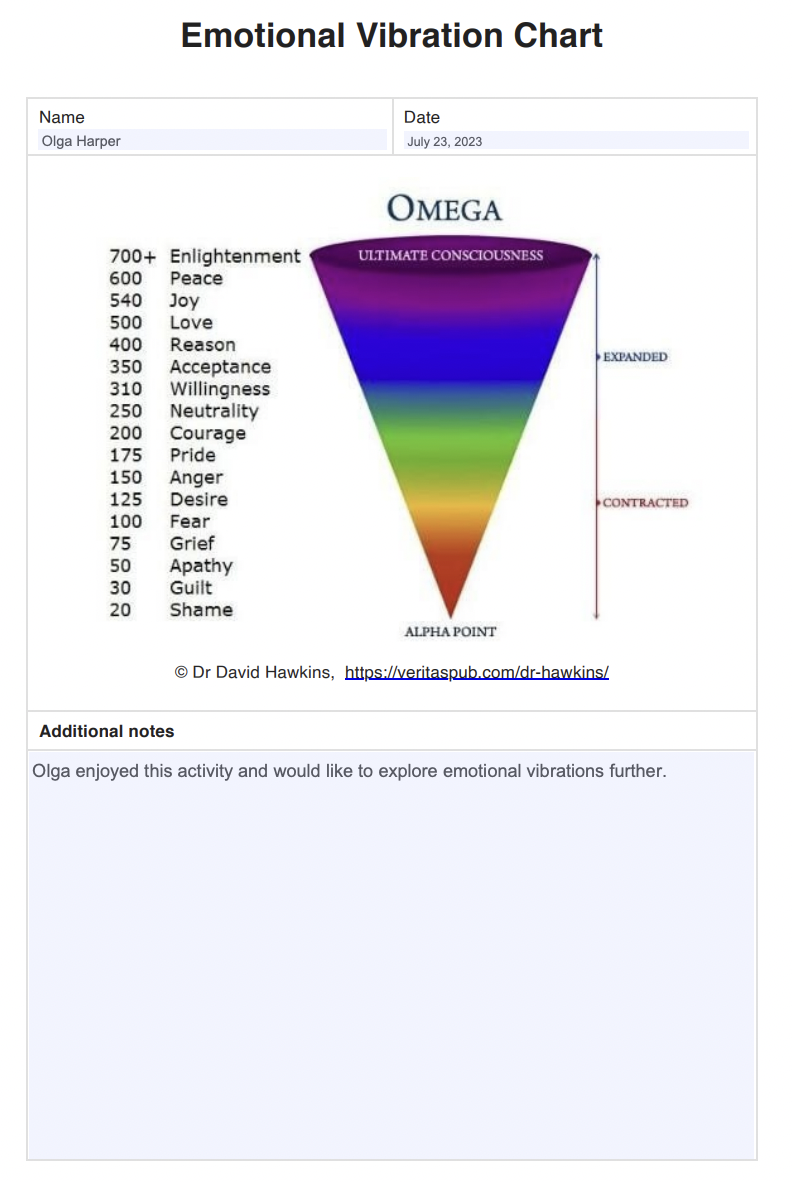 Emotional Vibration Chart
Name
Olga Harper
Date
July 23, 2023
OMEGA
ULTIMATE CONSCIOUSNESS
700+ Enlightenment
600 Peace
540 Joy
500 Love
400 Reason
350 Acceptance
310 Willingness
250 Neutrality
200 Courage
175 Pride
150 Anger
125 Desire
100 Fear
75 Grief
50 Apathy
30 Guilt
20 Shame
EXPANDED
CONTRACTED
ALPHA POINT
© Dr David Hawkins, https://veritaspub.com/dr-hawkins/
Additional notes
Olga enjoyed this activity and would like to explore emotional vibrations further.